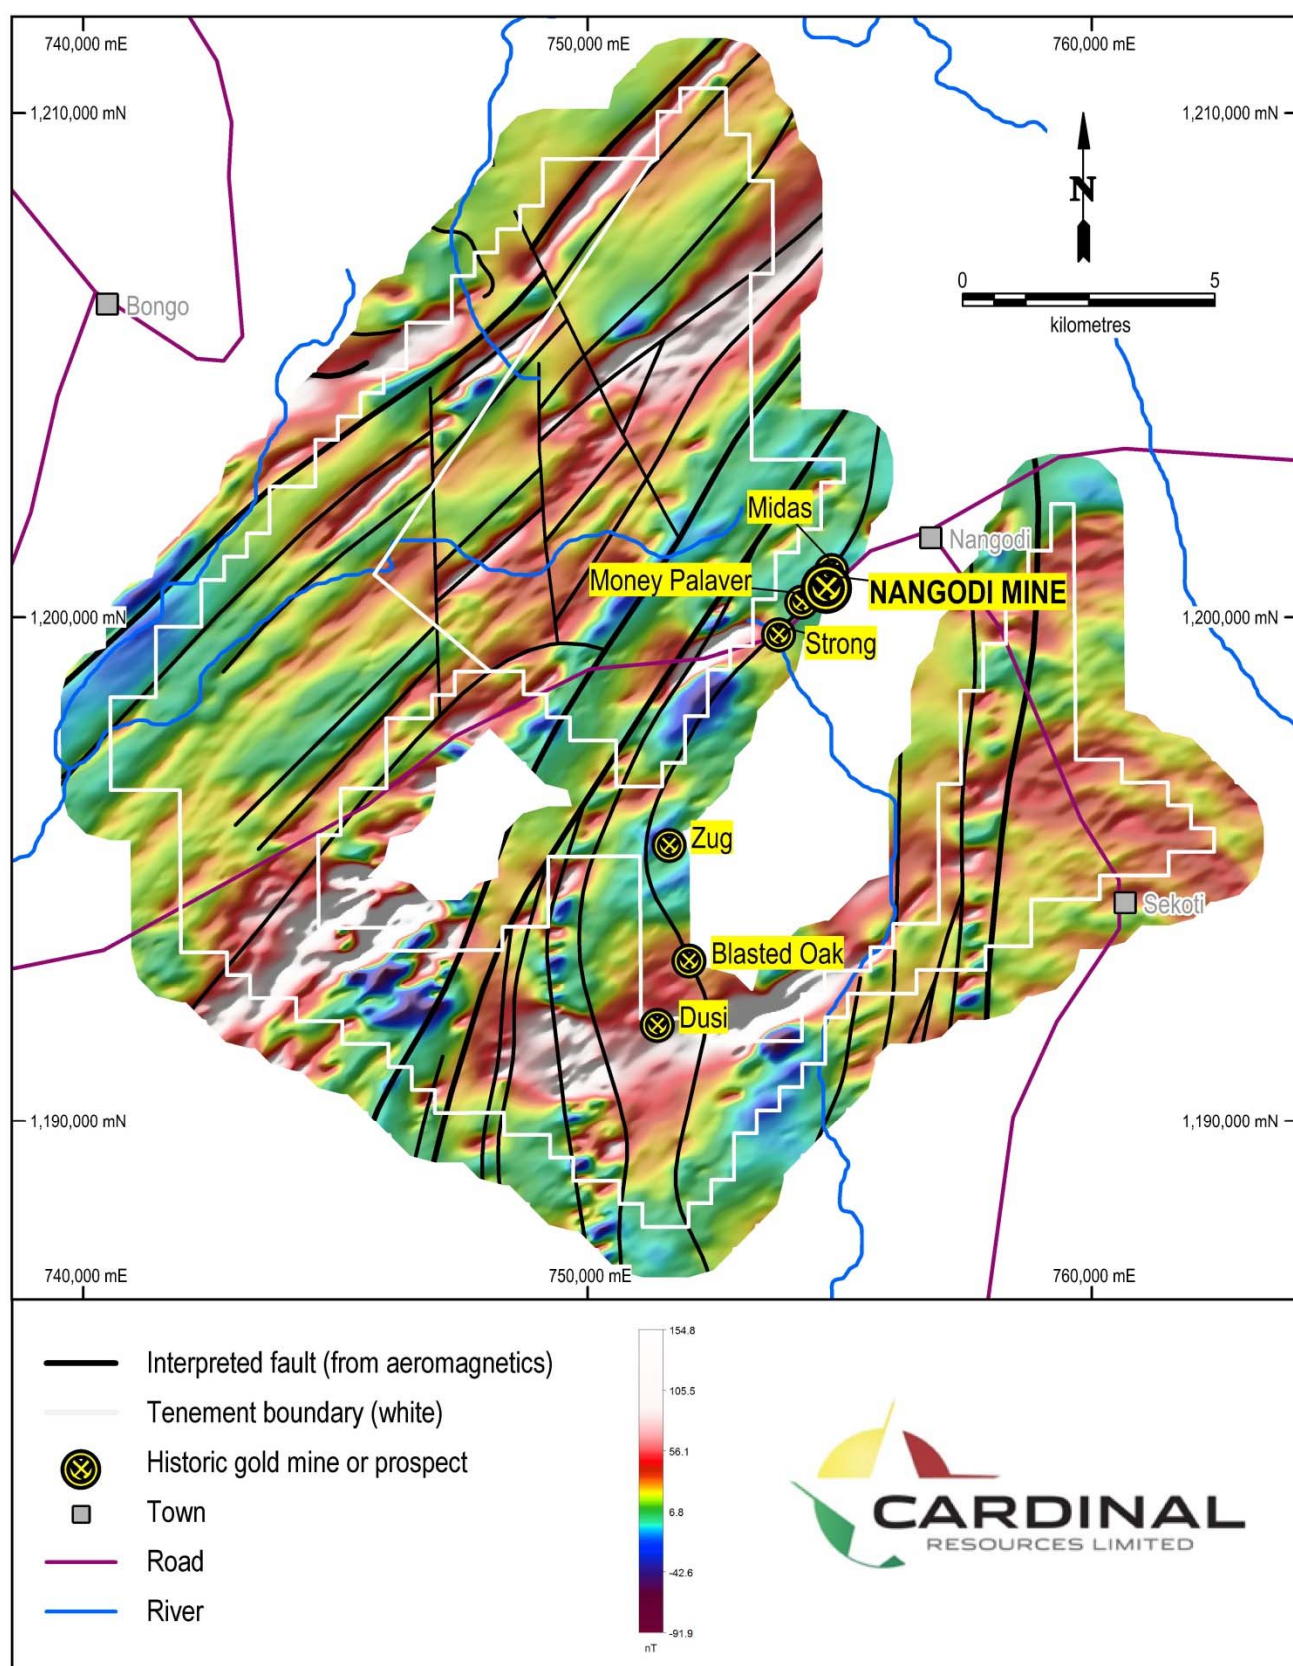 740,000 mE
750,000 mE
760,000 mE
1,210,000 mN
1,210,000 mN
N
0
5
kilometres
Bongo
Midas
Nangodi
Money Palaver
NANGODI MINE
1,200,000 mN
1,200,000 mN
Strong
Zug
Sekoti
Blasted Oak
Dusi
1,190,000 mN
1,190,000 mN
740,000 mE
750,000 mE
760,000 mE
Interpreted fault (from aeromagnetics)
Tenement boundary (white)
Historic gold mine or prospect
Town
Road
River
154.8
105.5
56.1
6.8
-42.6
-91.9
nT
CARDINAL
RESOURCES LIMITED